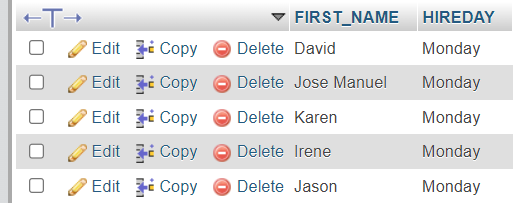 FIRST_NAME HIREDAY
Edit Copy Delete David Monday
Edit Copy Delete Jose Manuel Monday
Edit Copy Delete Karen Monday
Edit Copy Delete Irene Monday
Edit Copy Delete Jason Monday